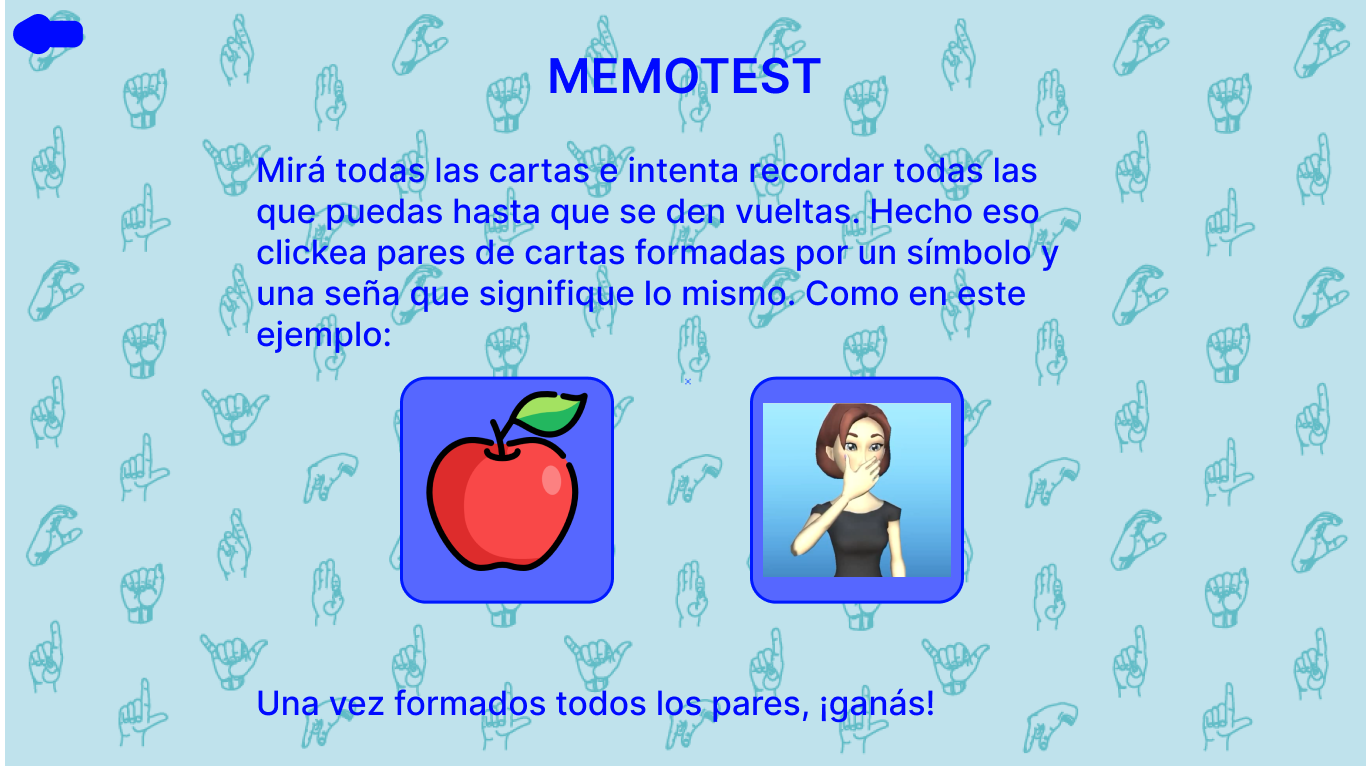 MEMOTEST
Mirá todas las cartas e intenta recordar todas las
que puedas hasta que se den vueltas. Hecho eso
clickea pares de cartas formadas por un símbolo y
una seña que signifique lo mismo. Como en este
ejemplo:
Una vez formados todos los pares, ¡ganás!